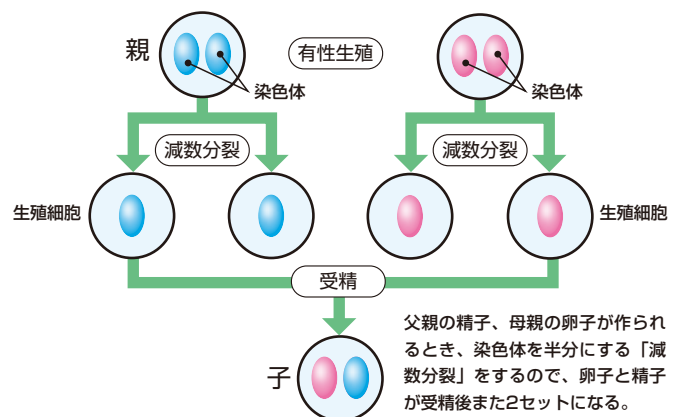 親
有性生殖
染色体
染色体
減数分裂
減数分裂
生殖細胞
生殖細胞
受精
父親の精子、母親の卵子が作られ
るとき、染色体を半分にする「減
数分裂」をするので、卵子と精子
が受精後また2セットになる。
子